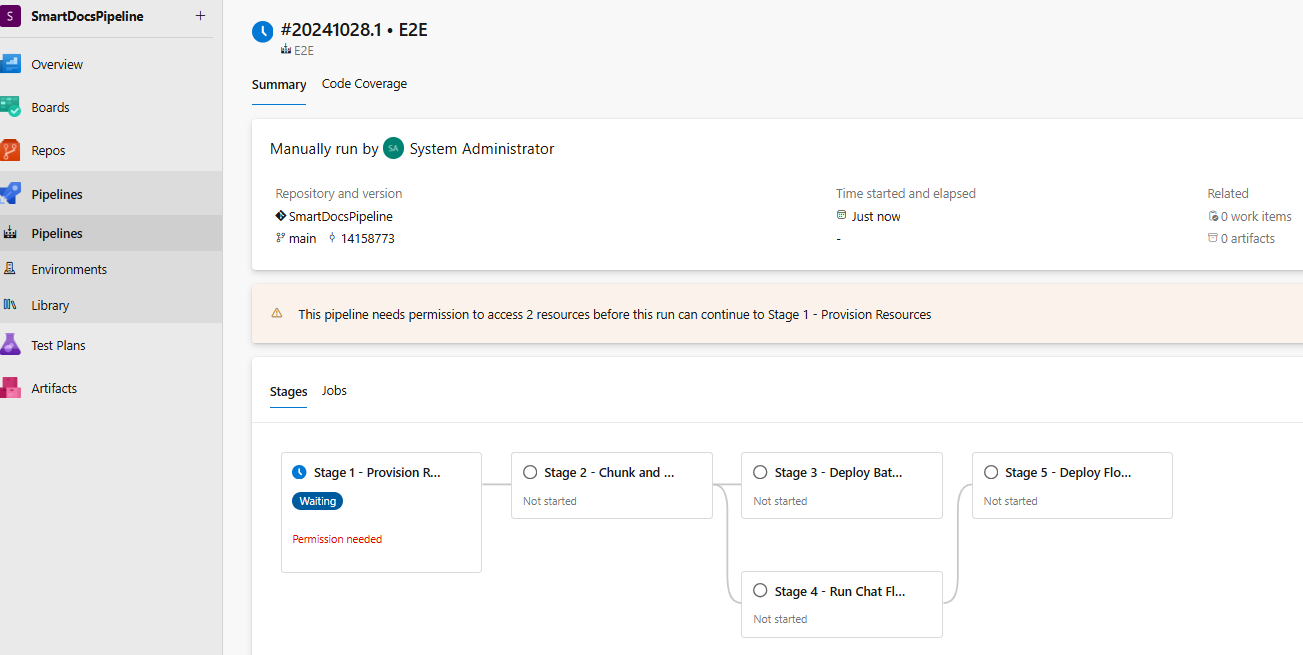 S SmartDocsPipeline +
Overview
Boards
Repos
Pipelines
Pipelines
Environments
Library
Test Plans
Artifacts
#20241028.1 • E2E
E2E
Summary Code Coverage
Manually run by SA System Administrator
Repository and version
SmartDocsPipeline
main 14158773
Time started and elapsed
Just now
-
Related
0 work items
0 artifacts
This pipeline needs permission to access 2 resources before this run can continue to Stage 1 - Provision Resources
Stages Jobs
Stage 1 - Provision R...
Waiting
Permission needed
Stage 2 - Chunk and ...
Not started
Stage 3 - Deploy Bat...
Not started
Stage 4 - Run Chat Fl...
Not started
Stage 5 - Deploy Flo...
Not started